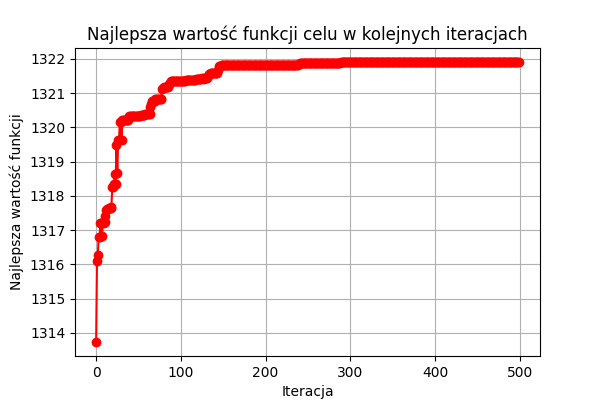 Najlepsza wartość funkcji celu w kolejnych iteracjach
1322
1321
1320
1319
1318
1317
1316
1315
1314
Najlepsza wartość funkcji
0 100 200 300 400 500
Iteracja